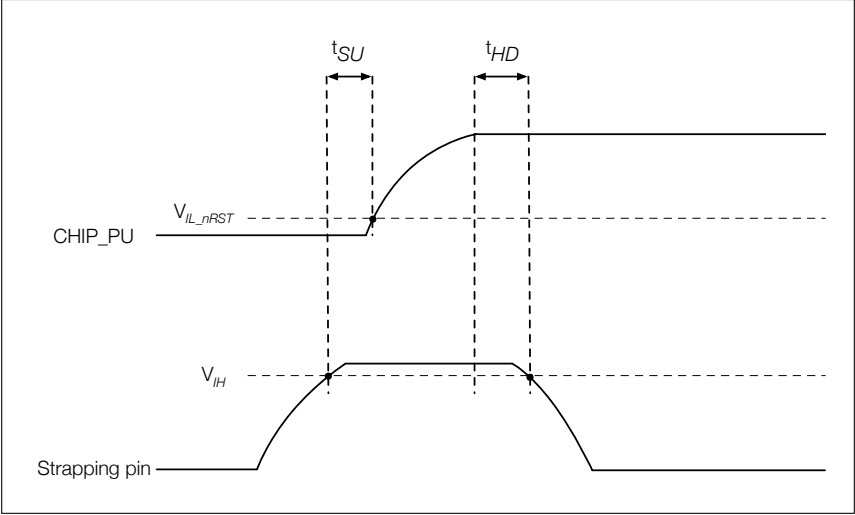 tSU
tHD
VIL_nRST
CHIP_PU
VIH
Strapping pin